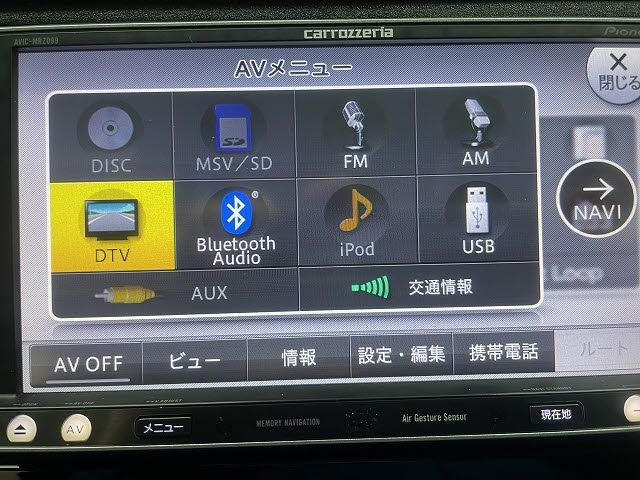 carrozzeria
AVIC-MRZ099
Pione
AVメニュー
×
閉じる
DISC
MSV/SD
FM
AM
NAVI
DTV
Bluetooth
Audio
iPod
USB
Loop
AUX
交通情報
AV OFF
ビュー
情報
設定・編集
携帯電話
ルート
AV
メニュー
MEMORY NAVIGATION
Air Gesture Sensor
現在地